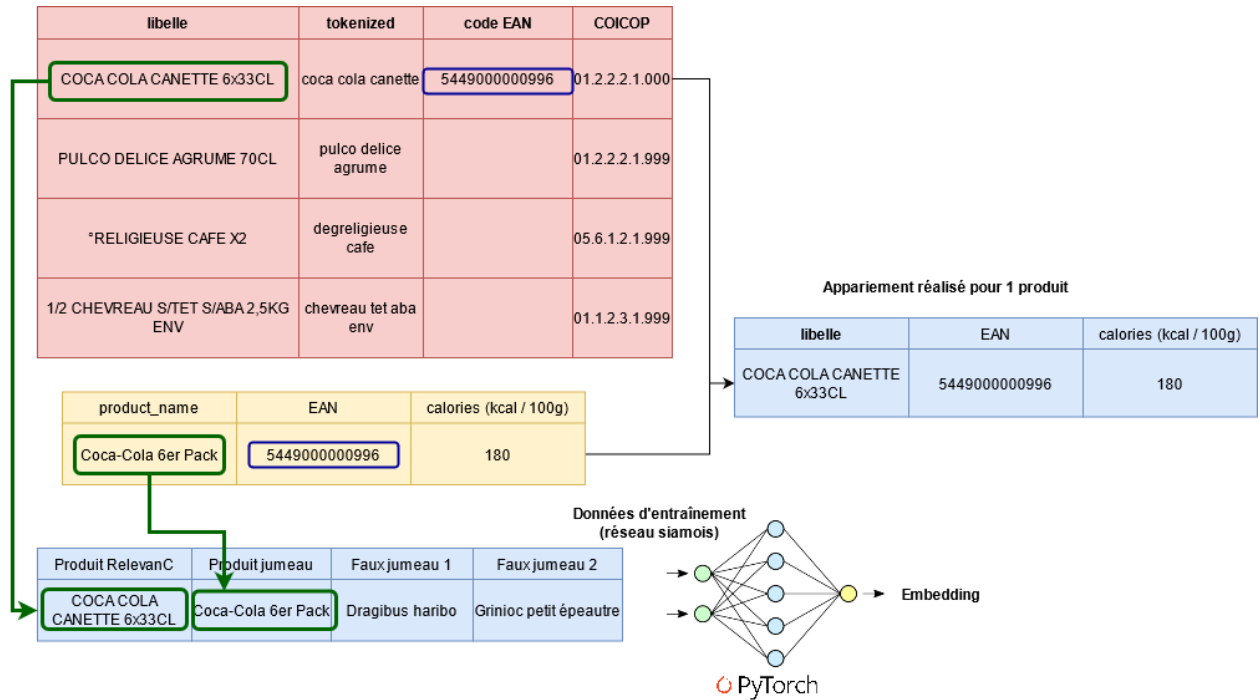 libelle tokenized code EAN COICOP
COCA COLA CANETTE 6x33CL coca cola canette 5449000000996 01.2.2.2.1.000
PULCO DELICE AGRUME 70CL pulco delice
agrume 01.2.2.2.1.999
°RELIGIEUSE CAFE X2 degreligieuse
cafe 05.6.1.2.1.999
1/2 CHEVREAU S/TET S/ABA 2,5KG
ENV chevreau tet aba
env 01.1.2.3.1.999
Appariement réalisé pour 1 produit
libelle EAN calories (kcal / 100g)
COCA COLA CANETTE
6x33CL 5449000000996 180
product_name EAN calories (kcal / 100g)
Coca-Cola 6er Pack 5449000000996 180
Données d'entraînement
(réseau siamois)
Produit RelevanC Produit jumeau Faux jumeau 1 Faux jumeau 2
COCA COLA
CANETTE 6x33CL Coca-Cola 6er Pack Dragibus haribo Grinioc petit épeautre
Embedding
PyTorch